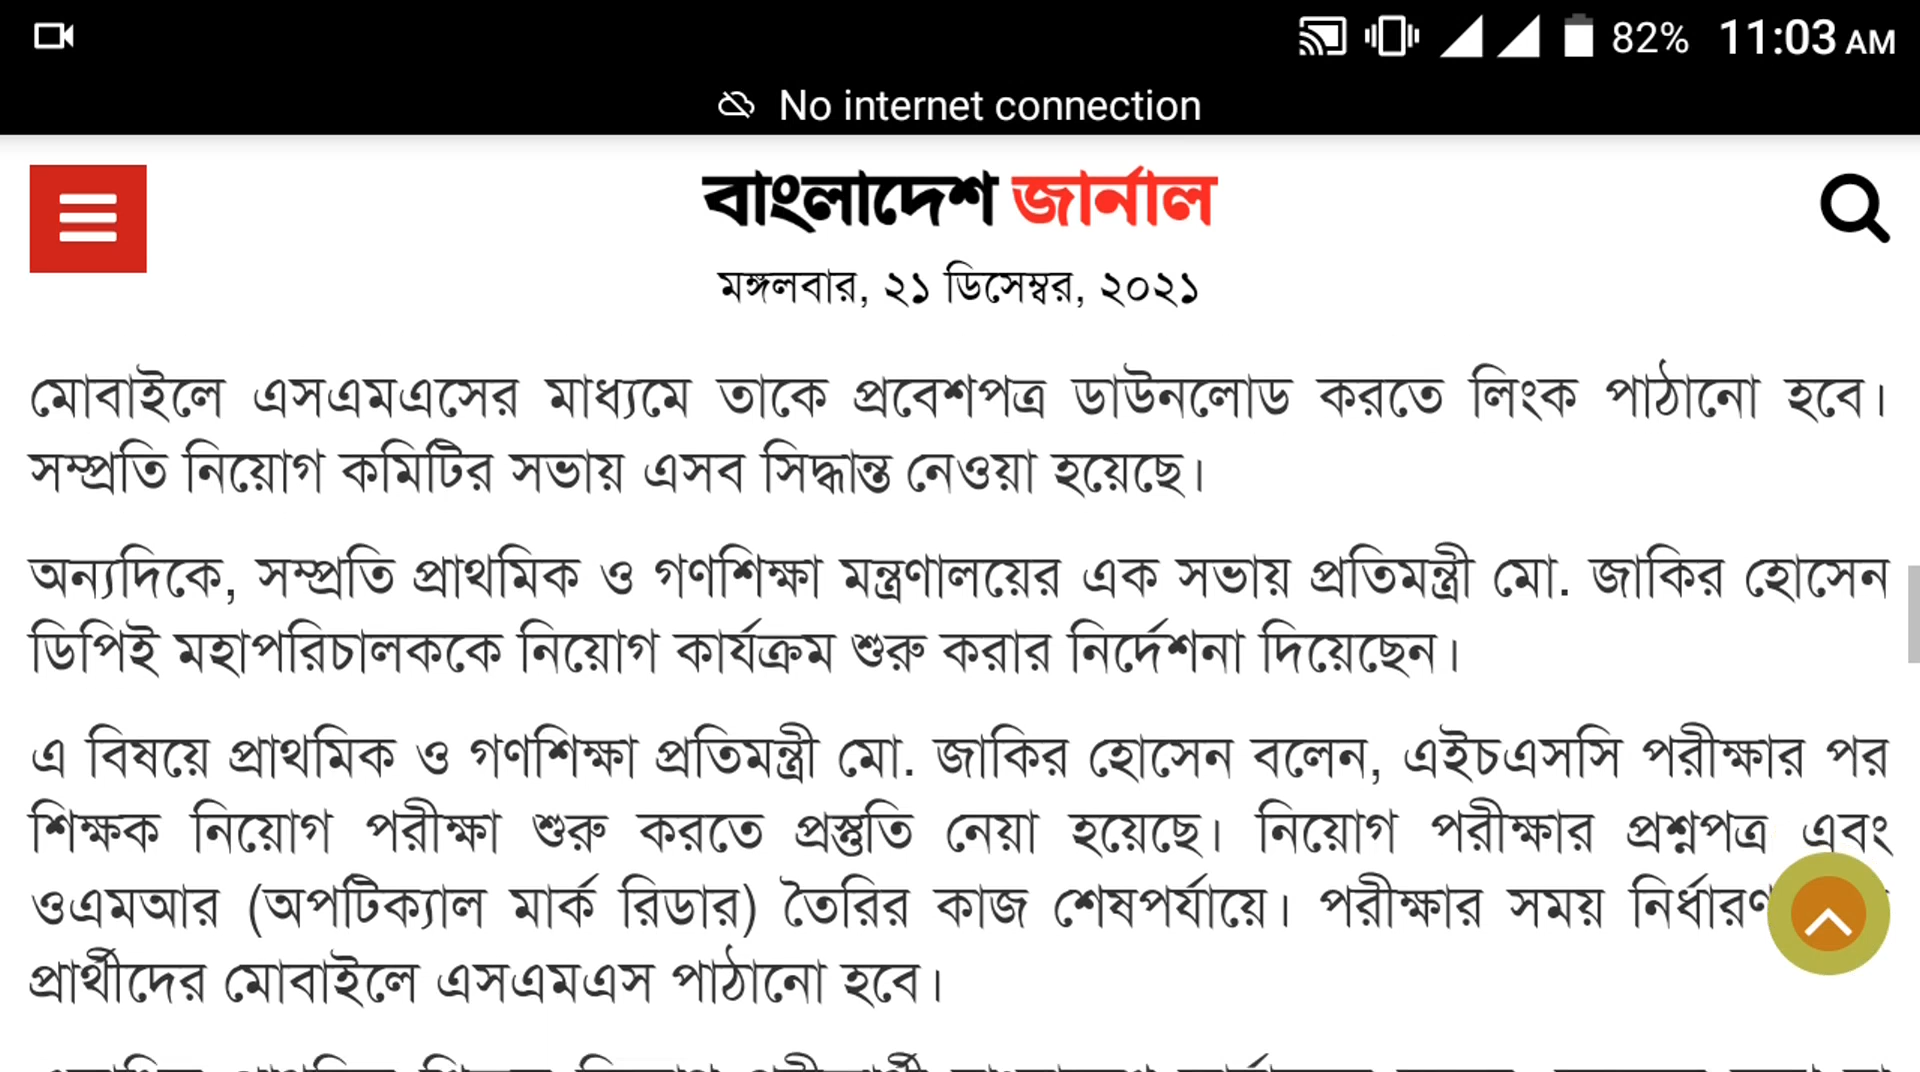 82% 11:03 AM
No internet connection
বাংলাদেশ জার্নাল
মঙ্গলবার, ২১ ডিসেম্বর, ২০২১
মোবাইলে এসএমএসের মাধ্যমে তাকে প্রবেশপত্র ডাউনলোড করতে লিংক পাঠানো হবে।
সম্প্রতি নিয়োগ কমিটির সভায় এসব সিদ্ধান্ত নেওয়া হয়েছে।
অন্যদিকে, সম্প্রতি প্রাথমিক ও গণশিক্ষা মন্ত্রণালয়ের এক সভায় প্রতিমন্ত্রী মো. জাকির হোসেন
ডিপিই মহাপরিচালককে নিয়োগ কার্যক্রম শুরু করার নির্দেশনা দিয়েছেন।
এ বিষয়ে প্রাথমিক ও গণশিক্ষা প্রতিমন্ত্রী মো. জাকির হোসেন বলেন, এইচএসসি পরীক্ষার পর
শিক্ষক নিয়োগ পরীক্ষা শুরু করতে প্রস্তুতি নেয়া হয়েছে। নিয়োগ পরীক্ষার প্রশ্নপত্র এবং
ওএমআর (অপটিক্যাল মার্ক রিডার) তৈরির কাজ শেষপর্যায়ে। পরীক্ষার সময় নির্ধারণ
প্রার্থীদের মোবাইলে এসএমএস পাঠানো হবে।